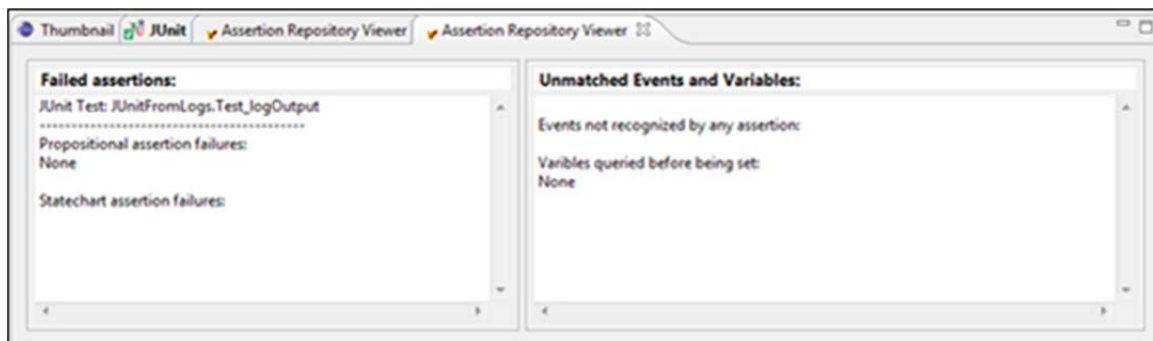 Thumbnail JUnit Assertion Repository Viewer Assertion Repository Viewer
Failed assertions:
JUnit Test: JUnitFromLogs.Test_logOutput
------------------------------------------
Propositional assertion failures:
None
Statechart assertion failures:
Unmatched Events and Variables:
Events not recognized by any assertion:
Varibles queried before being set:
None